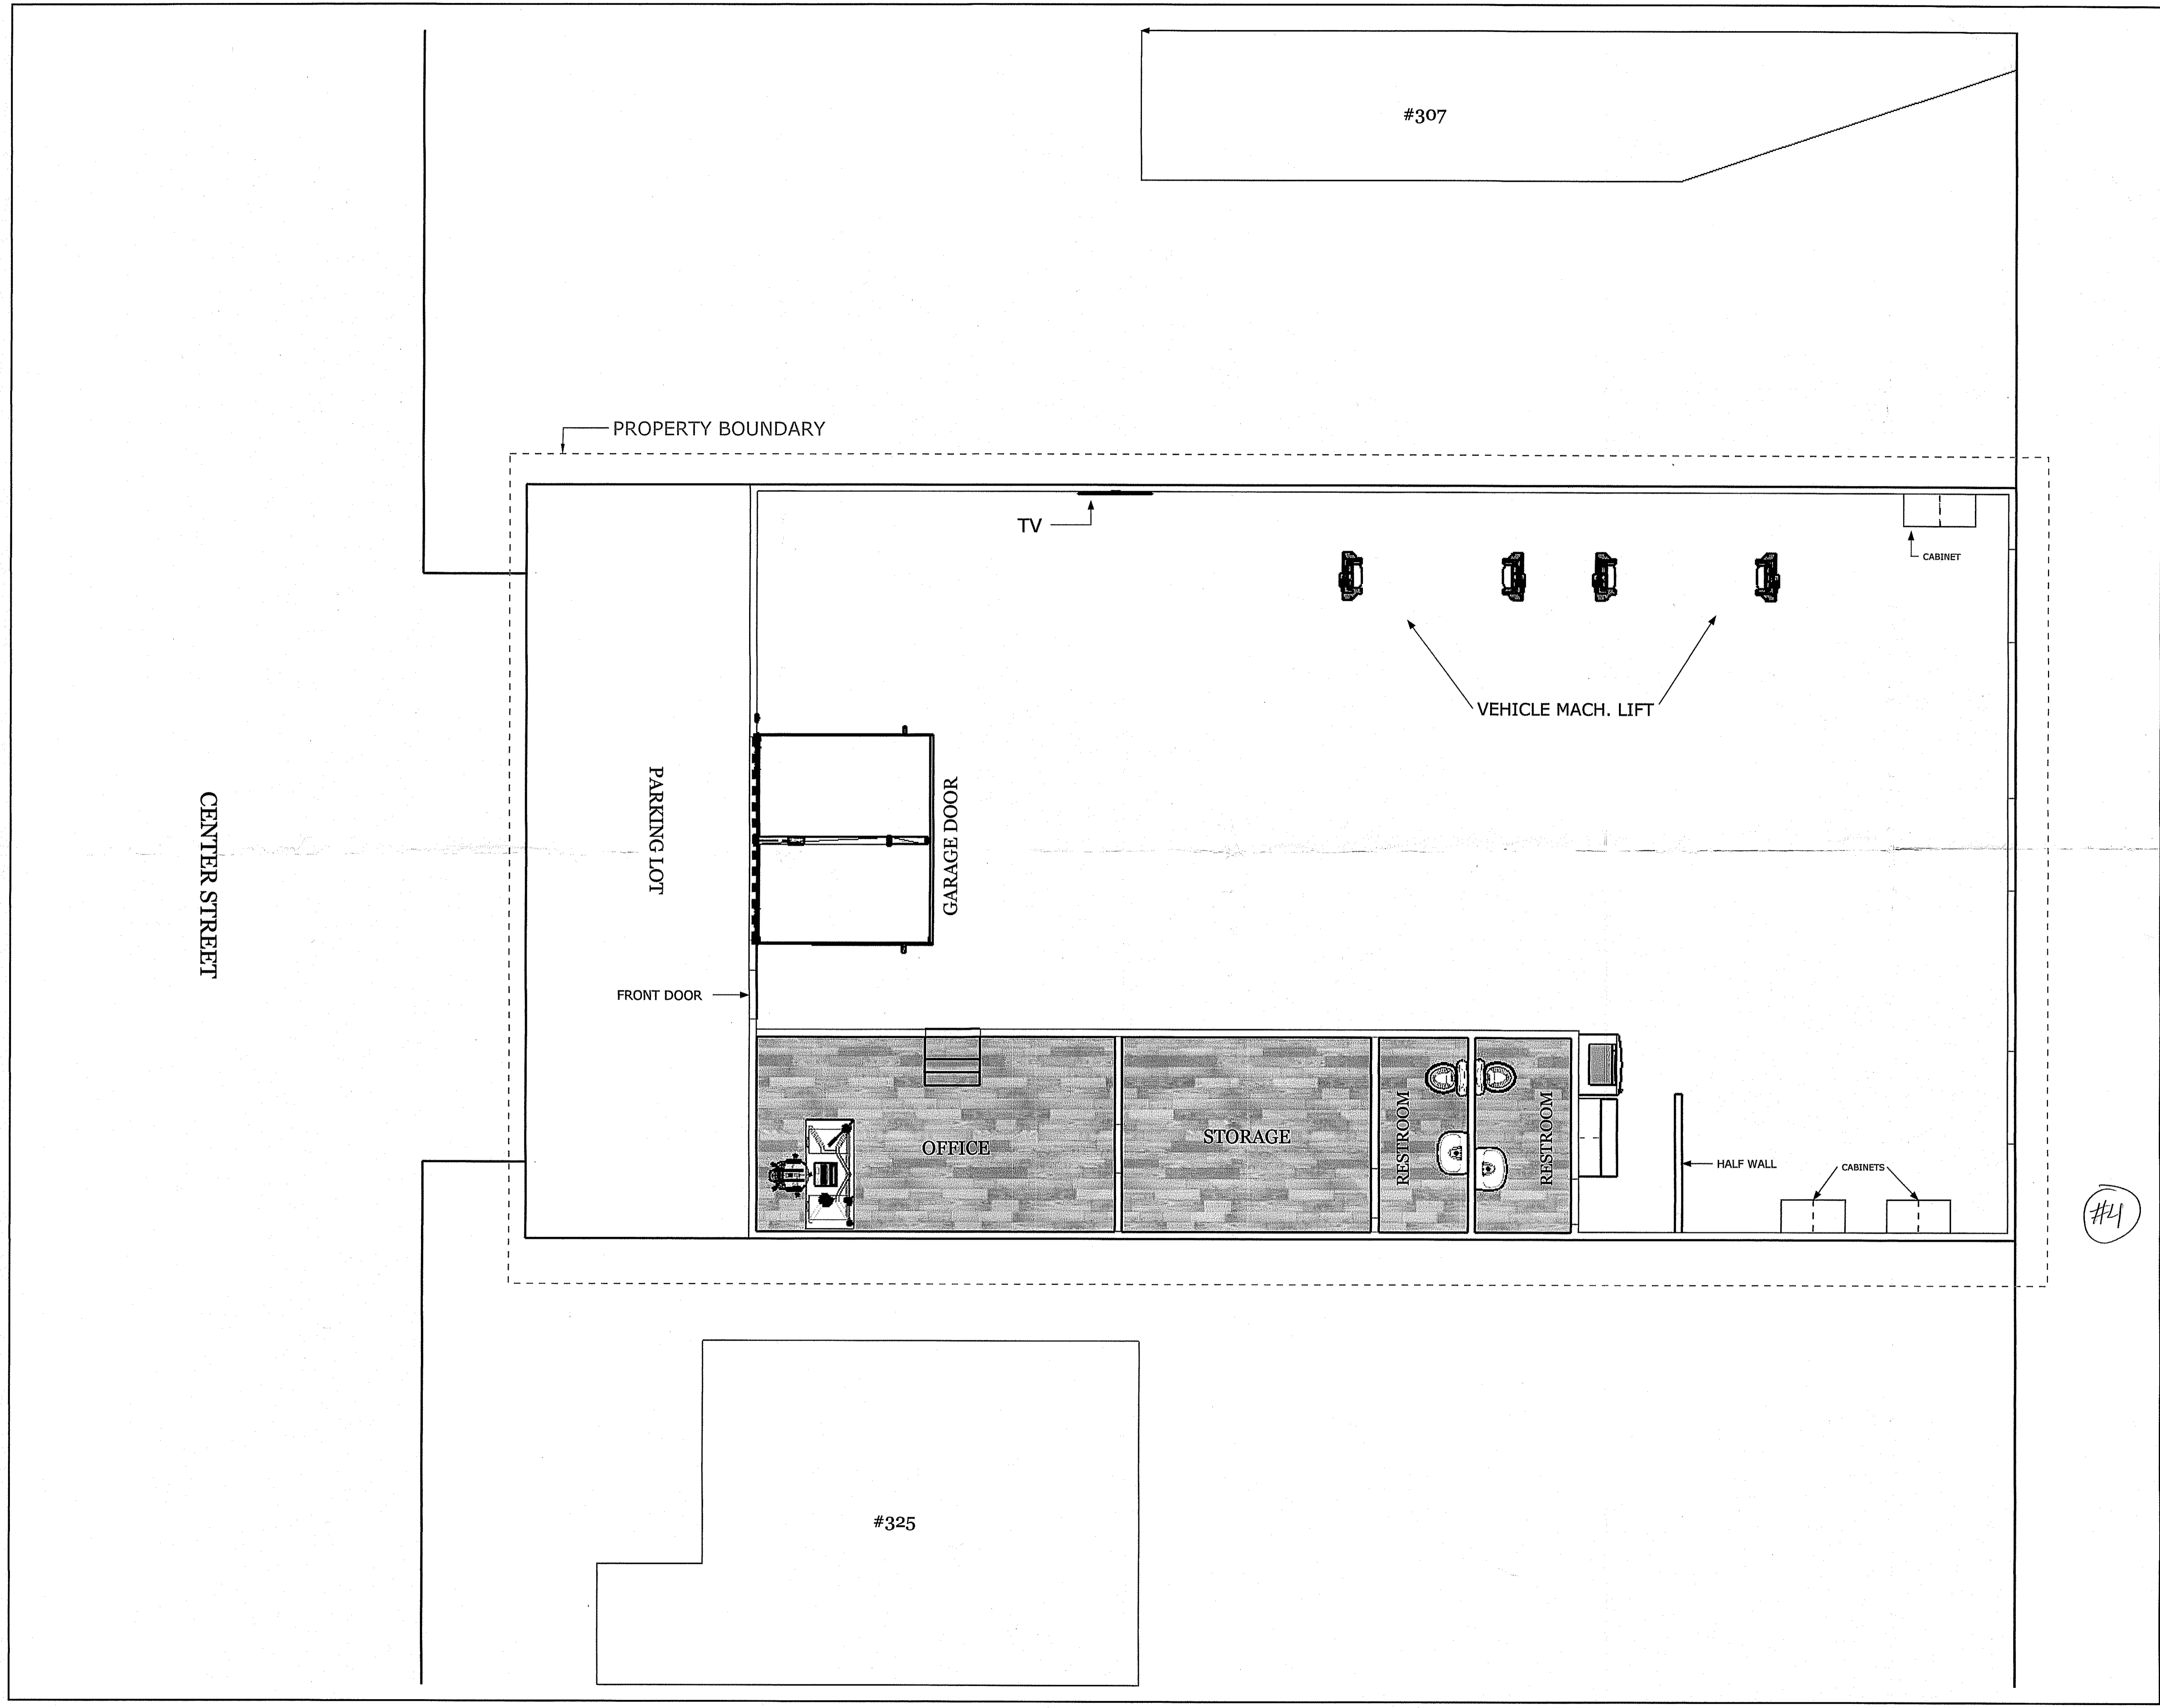 #307
PROPERTY BOUNDARY
TV
CABINET
VEHICLE MACH. LIFT
CENTER STREET
PARKING LOT
GARAGE DOOR
FRONT DOOR
OFFICE
STORAGE
RESTROOM
RESTROOM
HALF WALL
CABINETS
#4
#325